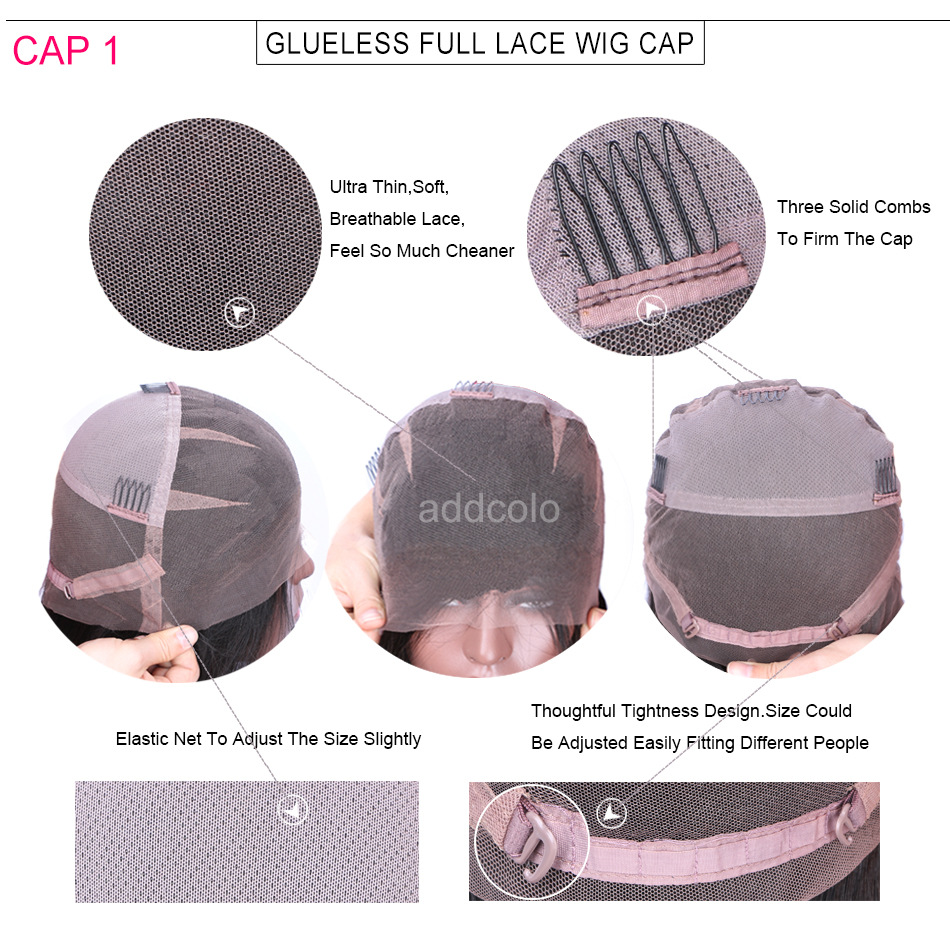 CAP 1
GLUELESS FULL LACE WIG CAP
Ultra Thin,Soft,
Breathable Lace,
Feel So Much Cheaner
Three Solid Combs
To Firm The Cap
addcolo
Elastic Net To Adjust The Size Slightly
Thoughtful Tightness Design.Size Could
Be Adjusted Easily Fitting Different People